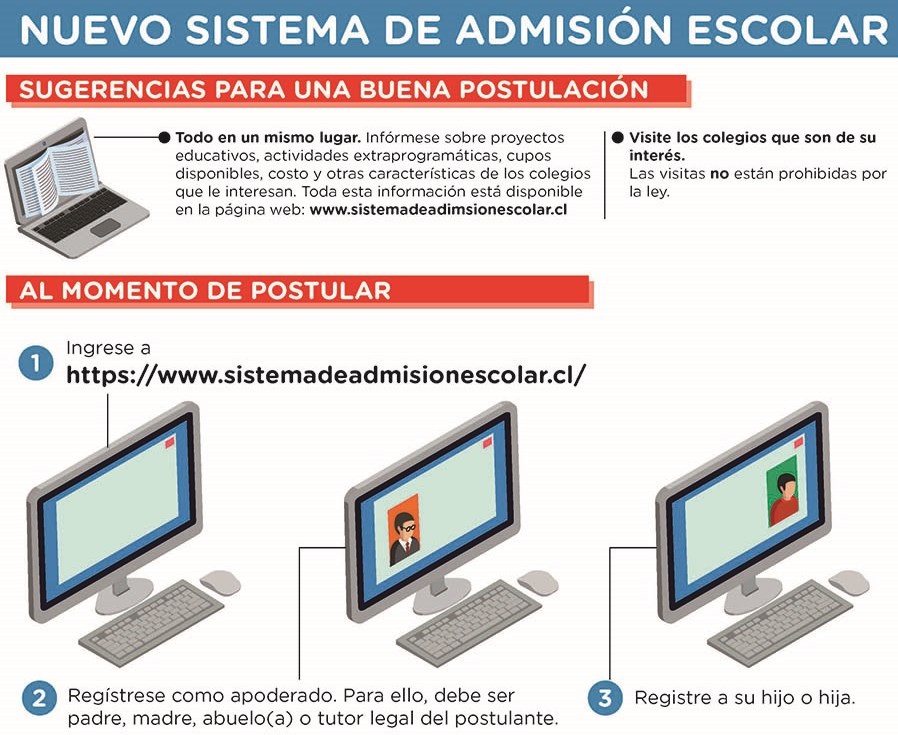 NUEVO SISTEMA DE ADMISIÓN ESCOLAR
SUGERENCIAS PARA UNA BUENA POSTULACIÓN
Todo en un mismo lugar. Infórmese sobre proyectos
educativos, actividades extraprogramáticas, cupos
disponibles, costo y otras características de los colegios
que le interesan. Toda esta información está disponible
en la página web: www.sistemadeadimsionescolar.cl
Visite los colegios que son de su
interés.
Las visitas no están prohibidas por
la ley.
AL MOMENTO DE POSTULAR
1 Ingrese a
https://www.sistemadeadmisionescolar.cl/
2 Regístrese como apoderado. Para ello, debe ser
padre, madre, abuelo(a) o tutor legal del postulante.
3 Registre a su hijo o hija.